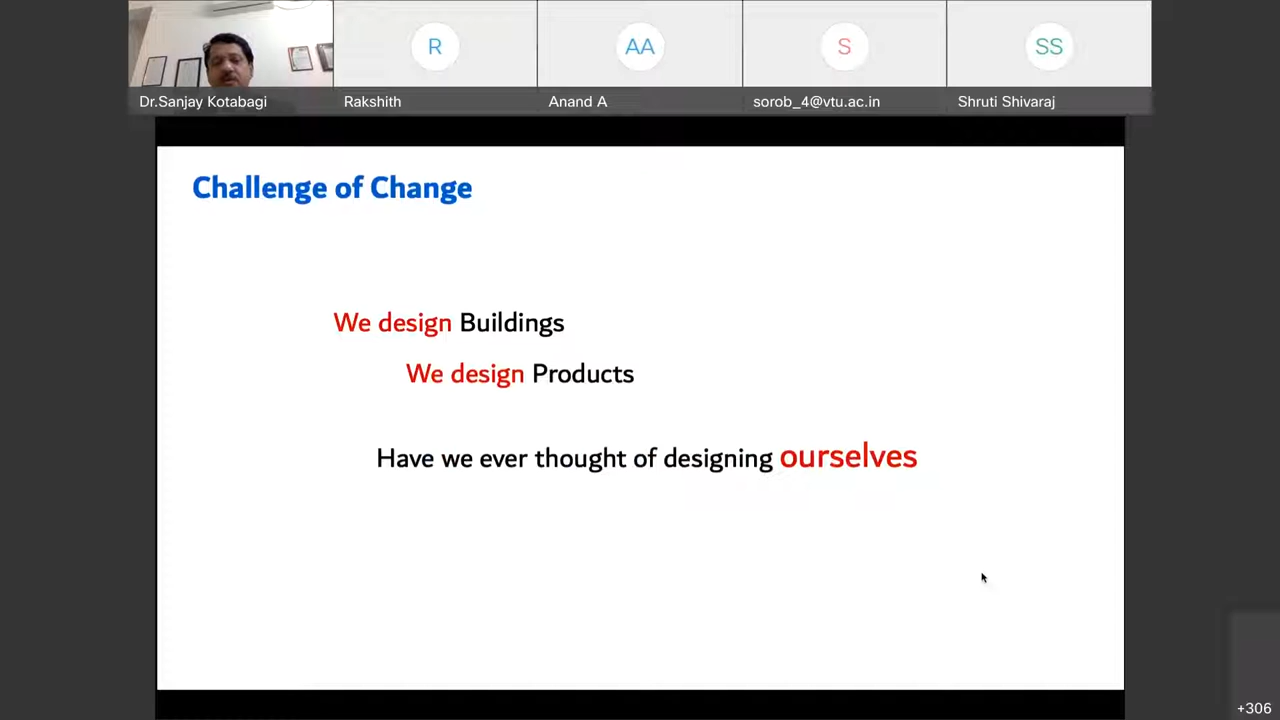 R
AA
S
SS
Dr.Sanjay Kotabagi
Rakshith
Anand A
sorob_4@vtu.ac.in
Shruti Shivaraj
Challenge of Change
We design Buildings
We design Products
Have we ever thought of designing ourselves
+306